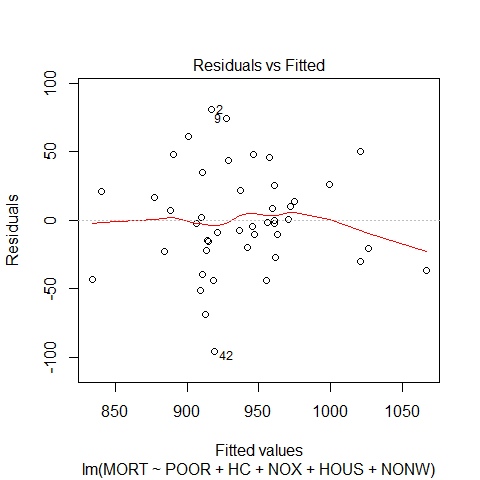 Residuals vs Fitted
100
50
0
-50
-100
Residuals
2
9
42
850 900 950 1000 1050
Fitted values
lm(MORT ~ POOR + HC + NOX + HOUS + NONW)